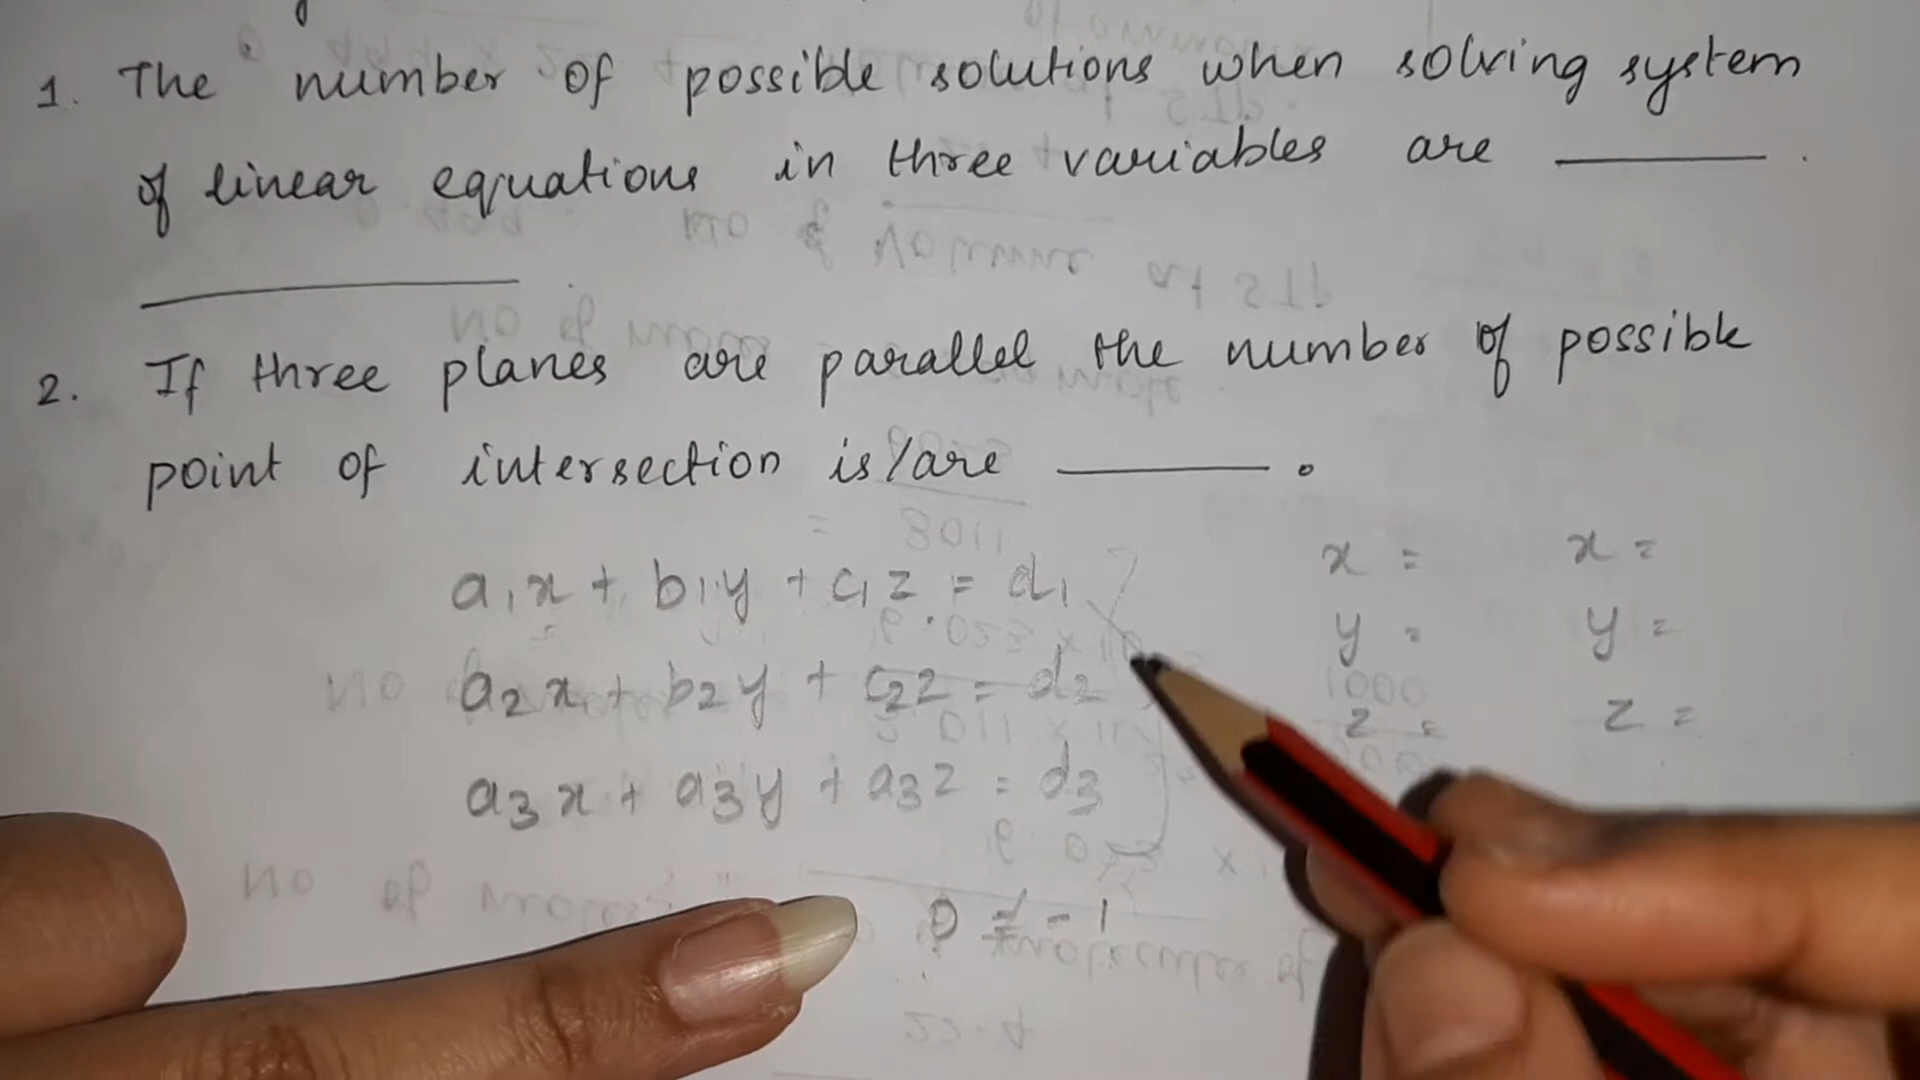 1. The number of possible solutions when solving system
of linear equations in three variables are ______ .
______ .
2. If three planes are parallel the number of possible
point of intersection is/are ______ .
a₁x + b₁y + c₁z = d₁
a₂x + b₂y + c₂z = d₂
a₃x + a₃y + a₃z = d₃
x = x =
y = y =
z = z =
0 ≠ -1